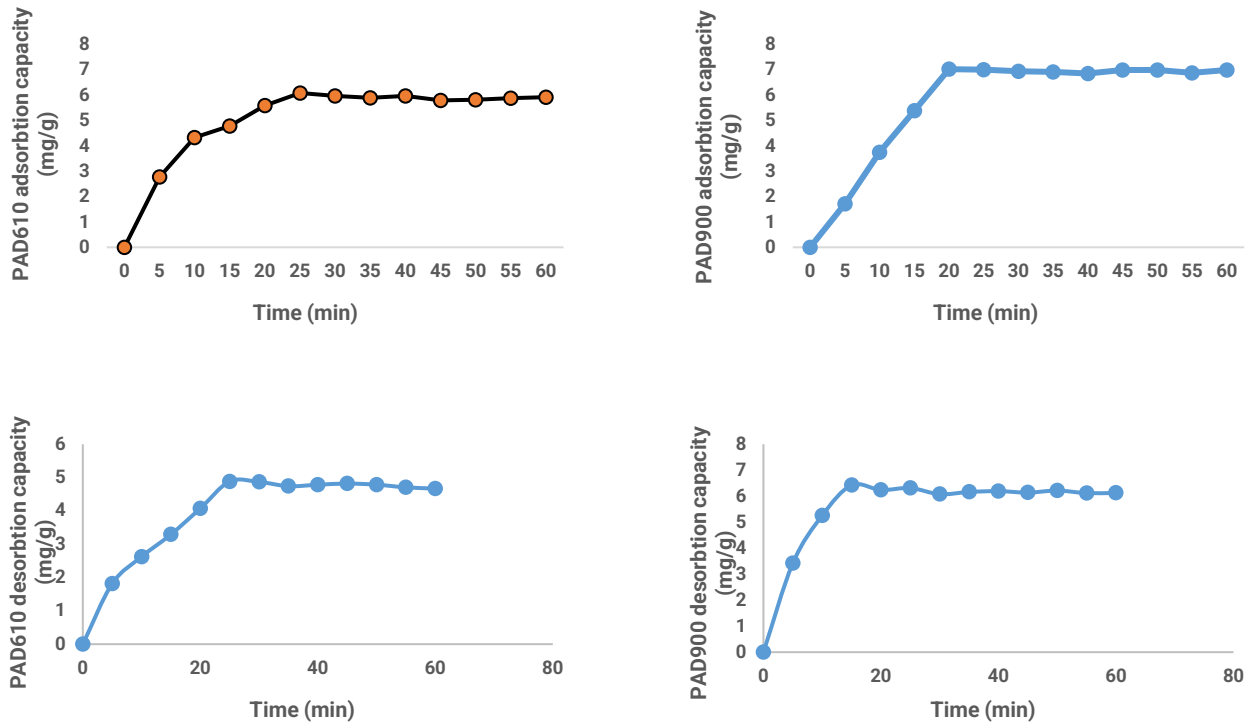 PAD610 adsorbtion capacity
(mg/g)
8
7
6
5
4
3
2
1
0
0 5 10 15 20 25 30 35 40 45 50 55 60
Time (min)
PAD900 adsorbtion capacity
(mg/g)
8
7
6
5
4
3
2
1
0
0 5 10 15 20 25 30 35 40 45 50 55 60
Time (min)
PAD610 desorbtion capacity
(mg/g)
6
5
4
3
2
1
0
0 20 40 60 80
Time (min)
PAD900 desorbtion capacity
(mg/g)
8
7
6
5
4
3
2
1
0
0 20 40 60 80
Time (min)